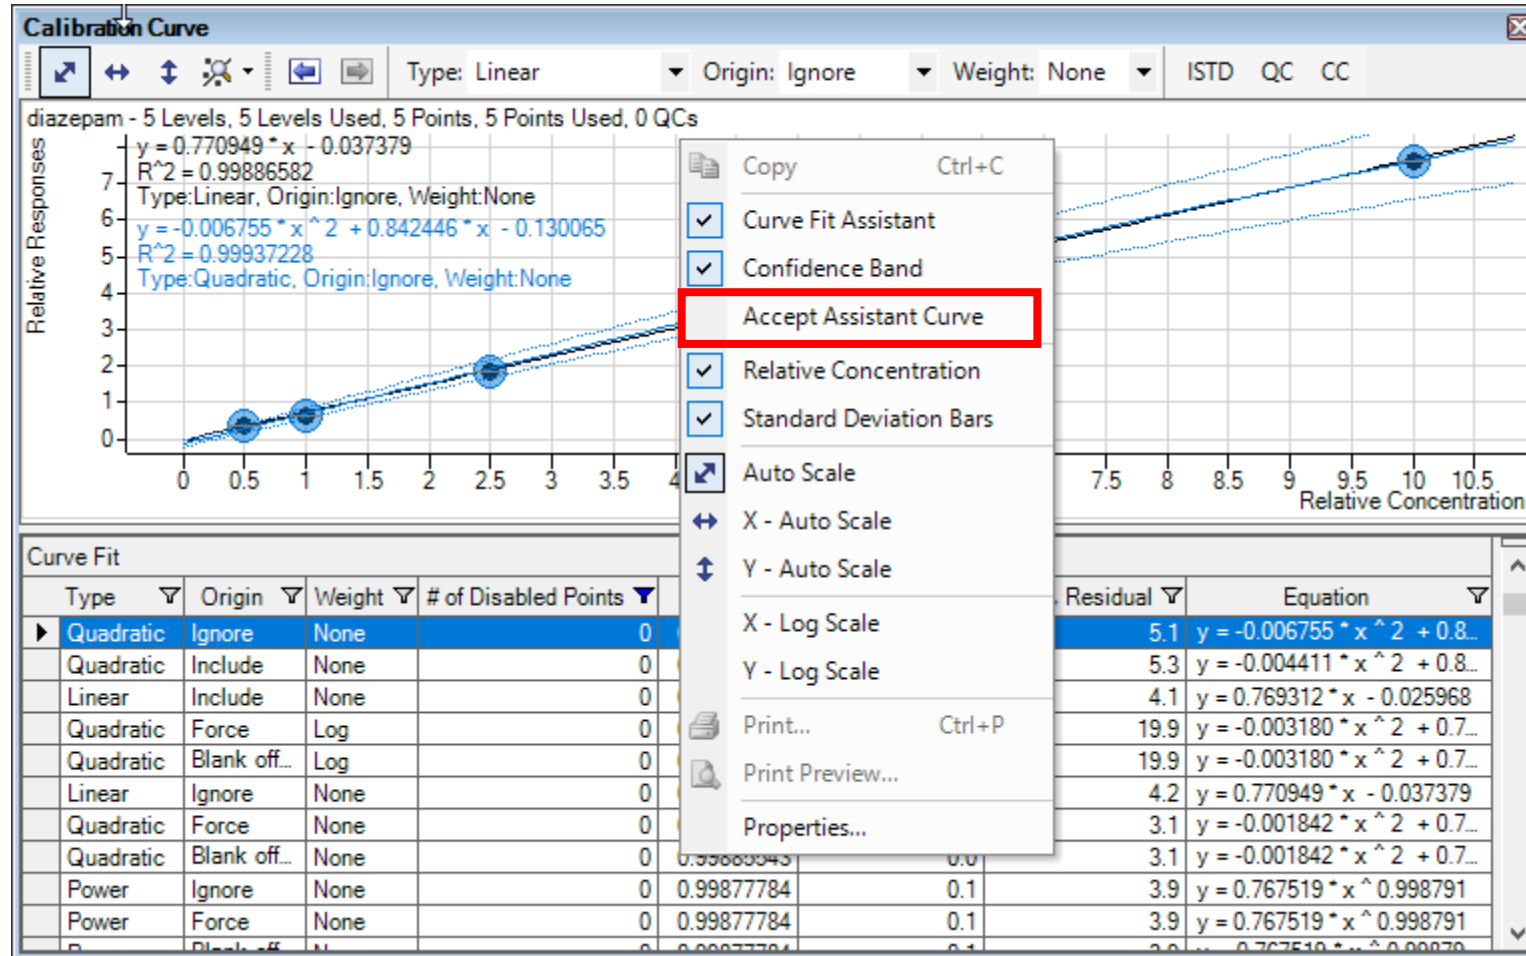 Calibration Curve
Type: Linear Origin: Ignore Weight: None ISTD QC CC
diazepam - 5 Levels, 5 Levels Used, 5 Points, 5 Points Used, 0 QCs
Relative Responses
y = 0.770949 * x - 0.037379
R^2 = 0.99886582
Type:Linear, Origin:Ignore, Weight:None
y = -0.006755 * x ^ 2 + 0.842446 * x - 0.130065
R^2 = 0.99937228
Type:Quadratic, Origin:Ignore, Weight:None
7
6
5
4
3
2
1
0
0 0.5 1 1.5 2 2.5 3 3.5 4 7.5 8 8.5 9 9.5 10 10.5
Relative Concentration
Copy Ctrl+C
Curve Fit Assistant
Confidence Band
Accept Assistant Curve
Relative Concentration
Standard Deviation Bars
Auto Scale
X - Auto Scale
Y - Auto Scale
X - Log Scale
Y - Log Scale
Print... Ctrl+P
Print Preview...
Properties...
Curve Fit
Type Origin Weight # of Disabled Points Residual Equation
Quadratic Ignore None 0 5.1 y = -0.006755 * x ^ 2 + 0.8...
Quadratic Include None 0 5.3 y = -0.004411 * x ^ 2 + 0.8...
Linear Include None 0 4.1 y = 0.769312 * x - 0.025968
Quadratic Force Log 0 19.9 y = -0.003180 * x ^ 2 + 0.7...
Quadratic Blank off... Log 0 19.9 y = -0.003180 * x ^ 2 + 0.7...
Linear Ignore None 0 4.2 y = 0.770949 * x - 0.037379
Quadratic Force None 0 3.1 y = -0.001842 * x ^ 2 + 0.7...
Quadratic Blank off... None 0 0.99885543 0.0 3.1 y = -0.001842 * x ^ 2 + 0.7...
Power Ignore None 0 0.99877784 0.1 3.9 y = 0.767519 * x ^ 0.998791
Power Force None 0 0.99877784 0.1 3.9 y = 0.767519 * x ^ 0.998791